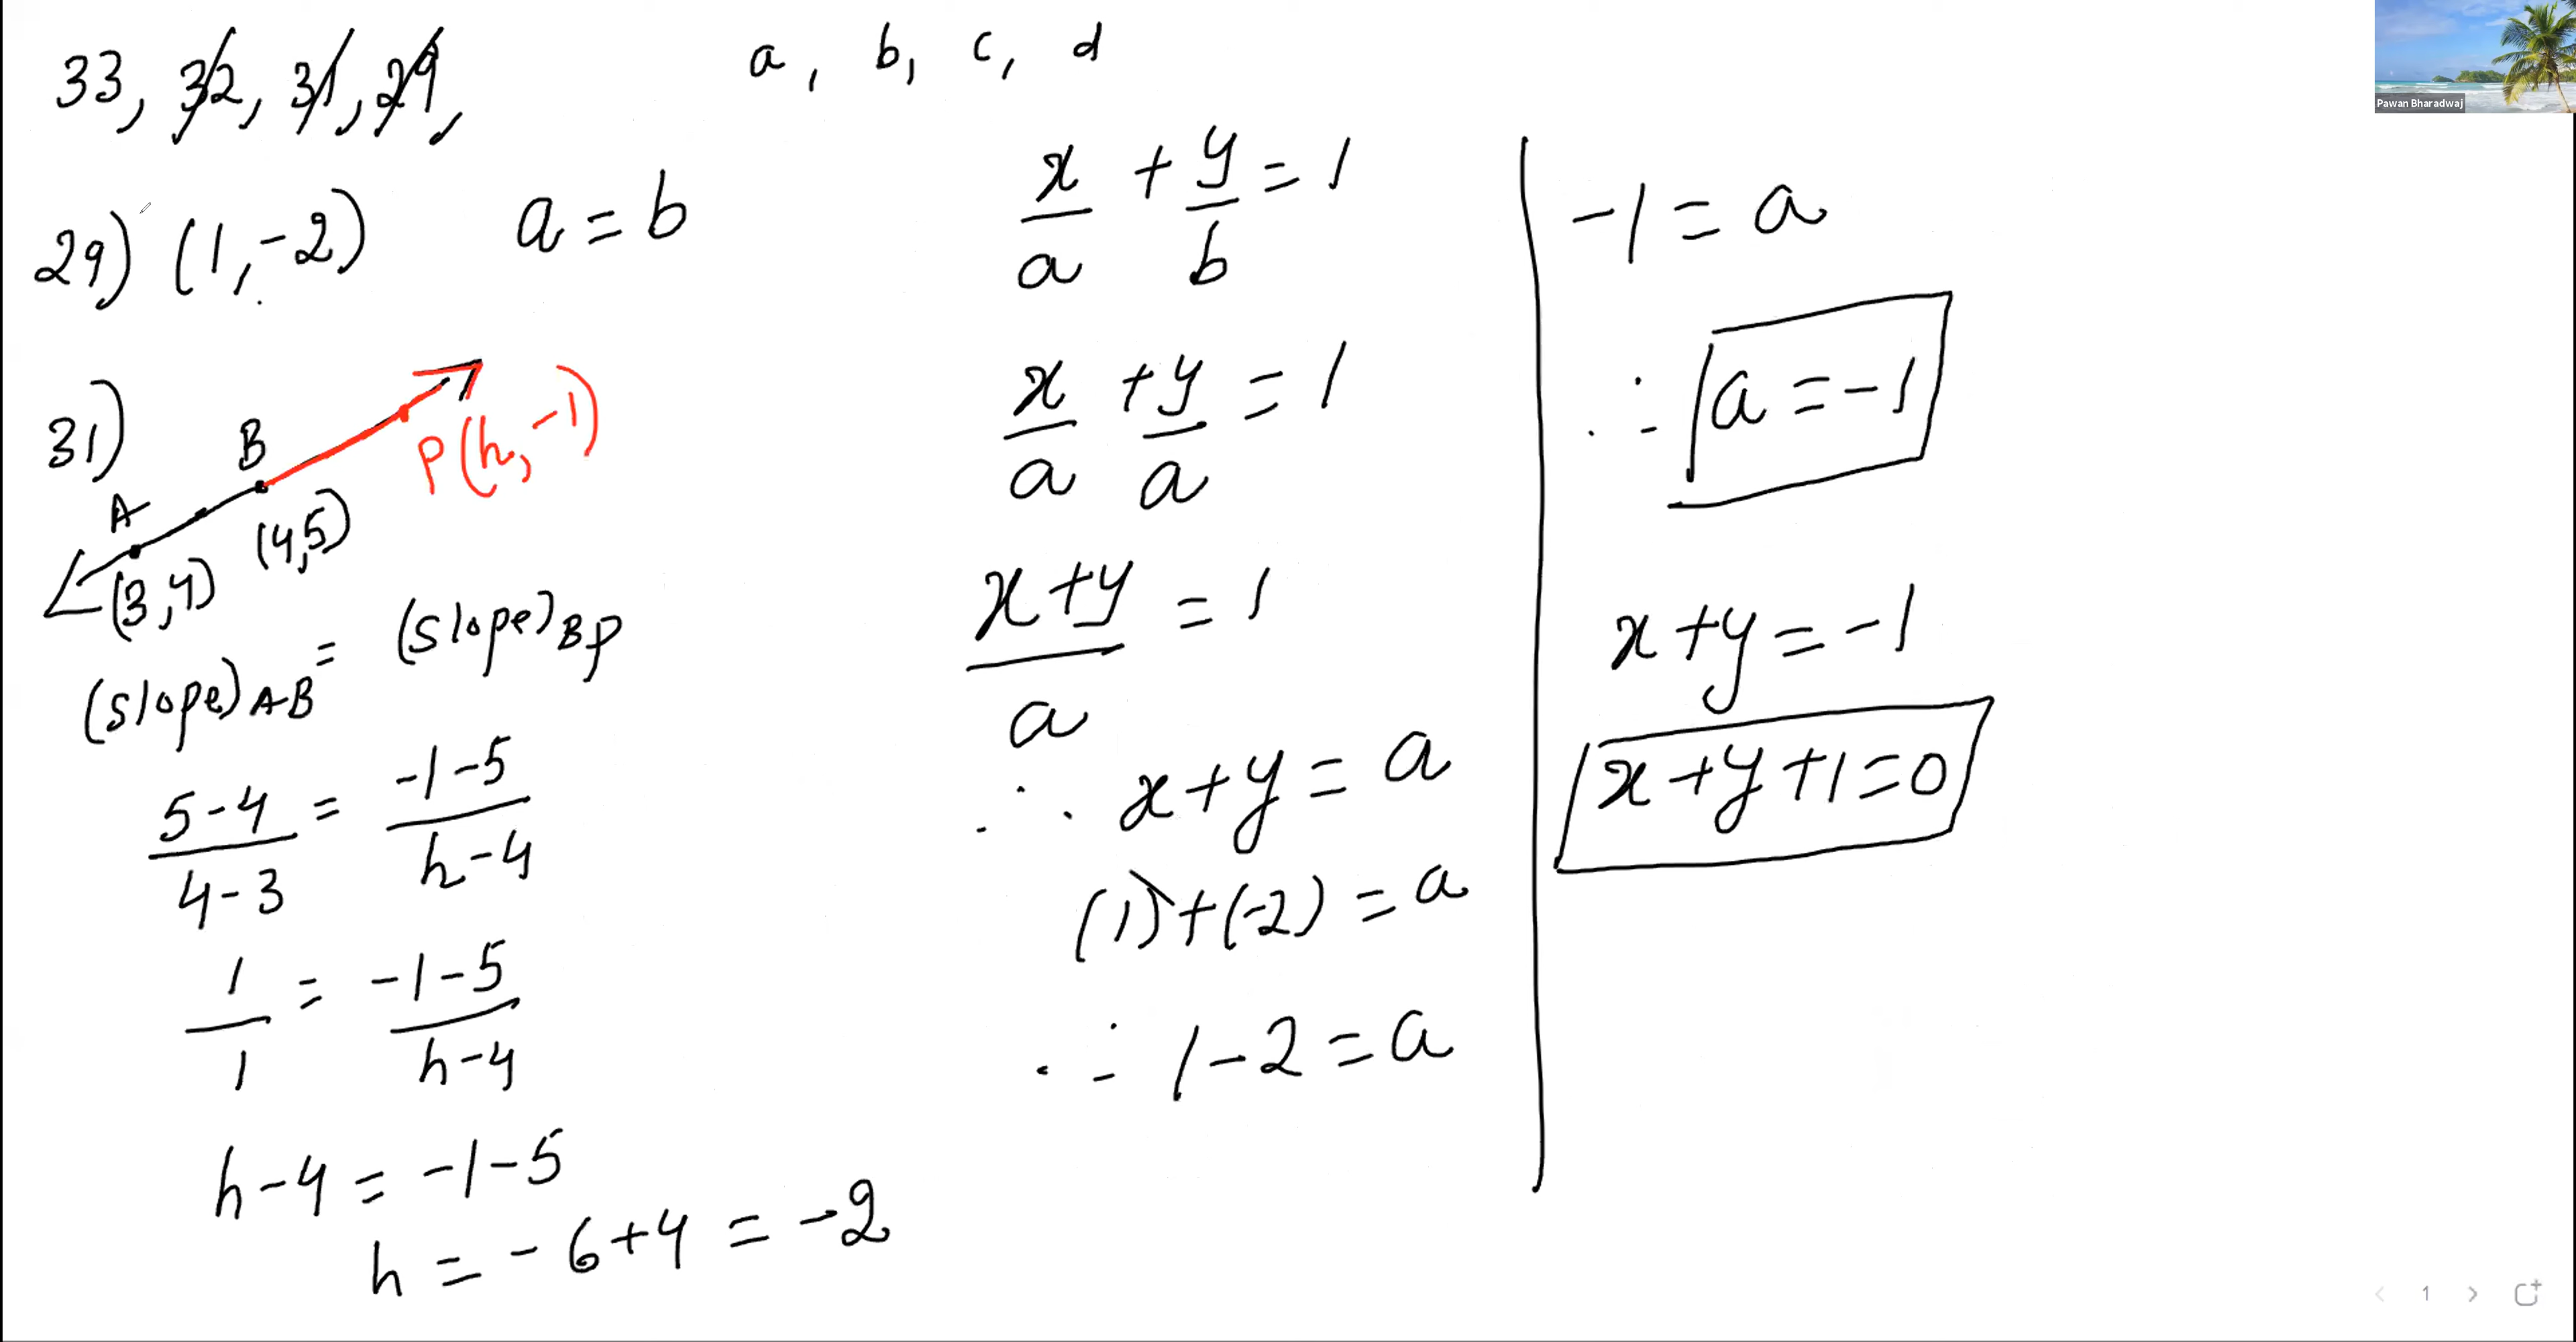 33, 32, 31, 29,
a, b, c, d
29) (1, -2) a = b
31)
A B P(h, -1)
(3,4) (4,5)
(slope)AB = (slope)BP
5-4/4-3 = -1-5/h-4
1/1 = -1-5/h-4
h-4 = -1-5
h = -6+4 = -2
x/a + y/b = 1
x/a + y/a = 1
x+y/a = 1
∴ x+y = a
(1)+(-2) = a
∴ 1-2 = a
-1 = a
∴ a = -1
x+y = -1
x+y+1=0
Pawan Bharadwaj
1